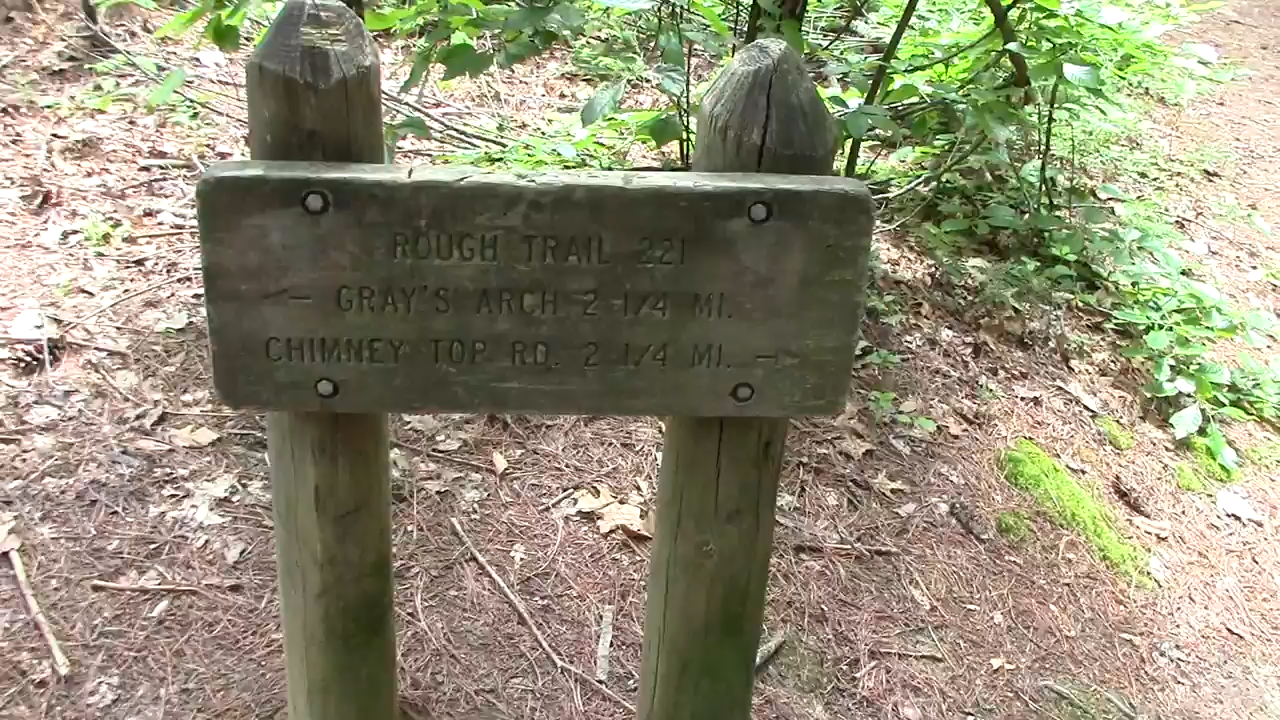 ROUGH TRAIL 221
← GRAY'S ARCH 2 1/4 MI.
CHIMNEY TOP RD. 2 1/4 MI. →